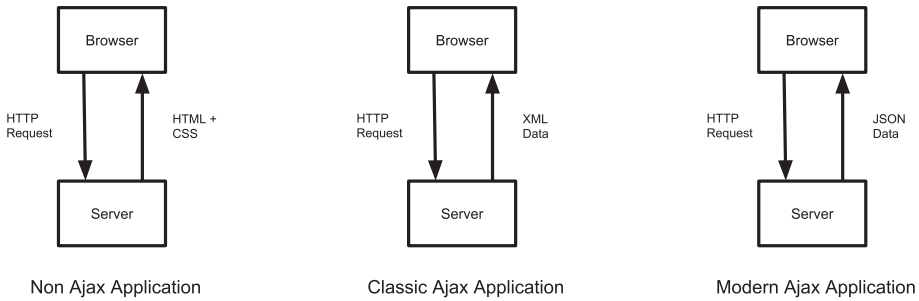 Browser
HTTP
Request
HTML +
CSS
Server
Non Ajax Application
Browser
HTTP
Request
XML
Data
Server
Classic Ajax Application
Browser
HTTP
Request
JSON
Data
Server
Modern Ajax Application